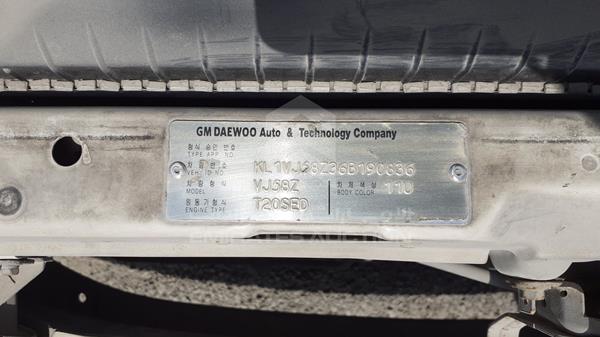 GM DAEWOO Auto & Technology Company
형식 승인 번호
TYPE APP. NO
차 대 번 호
VEHI. ID NO. KL1VJ58Z36B190636
차 량 형 식
MODEL VJ58Z
차 체 색 상
BODY COLOR 11U
원 동 기 형 식
ENGINE TYPE T20SED